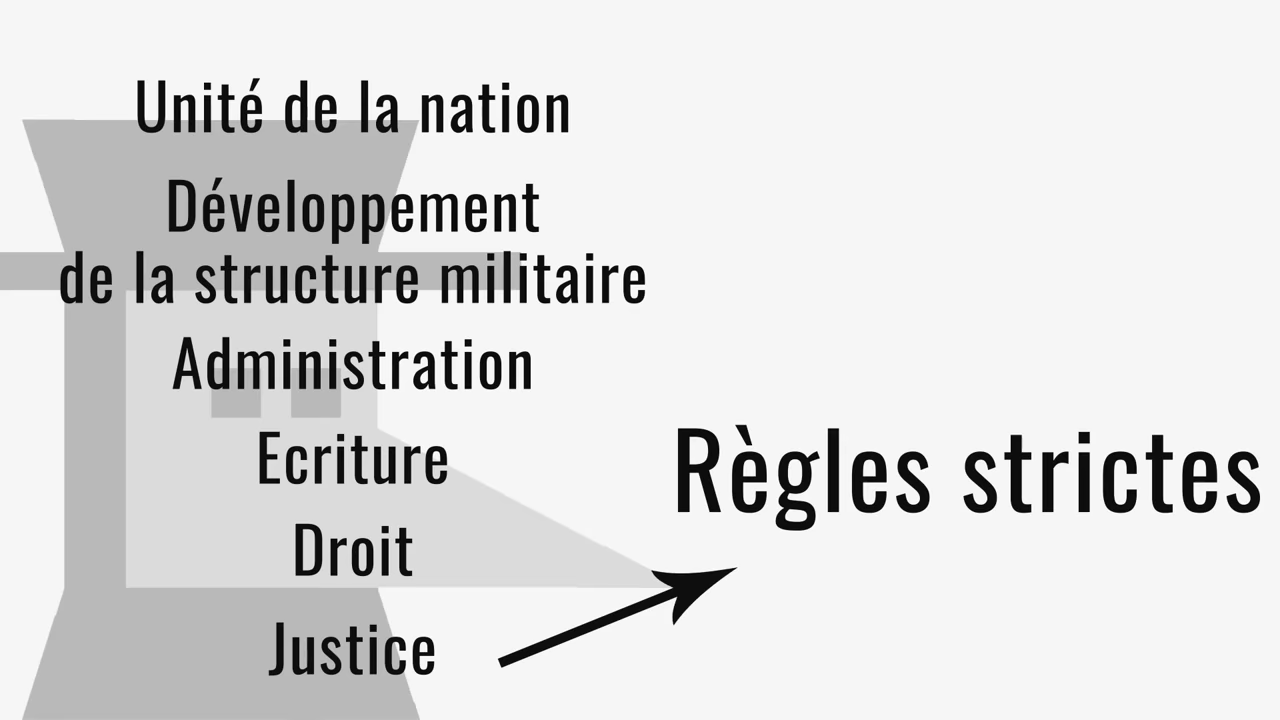 Unité de la nation
Développement
de la structure militaire
Administration
Ecriture
Droit
Justice
Règles strictes